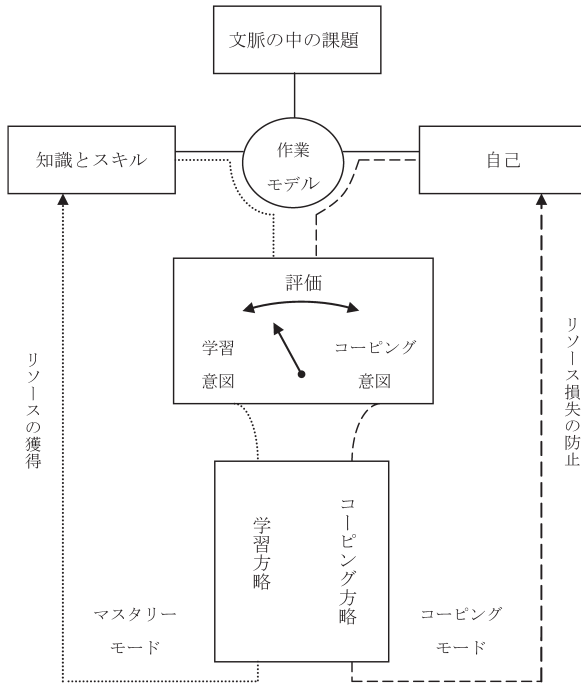 文脈の中の課題
知識とスキル
作業
モデル
自己
評価
学習
意図
コーピング
意図
リソースの獲得
リソース損失の防止
学習方略
コーピング方略
マスタリー
モード
コーピング
モード